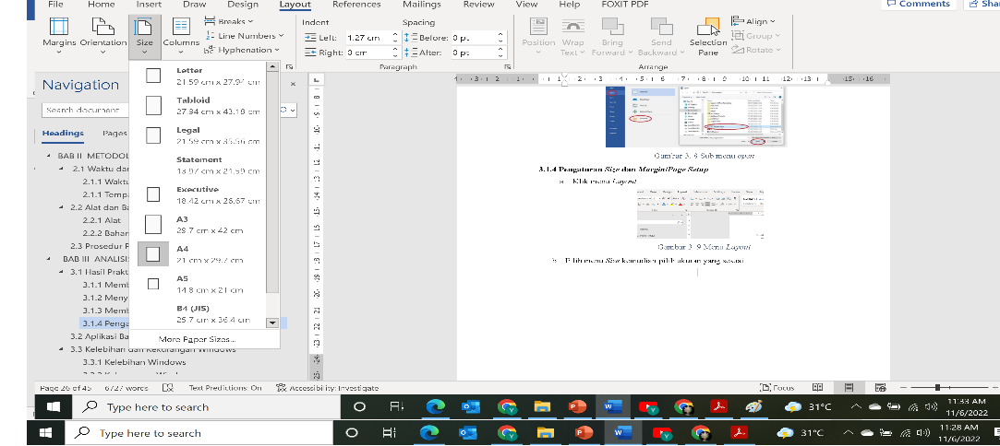 File Home Insert Draw Design Layout References Mailings Review View Help FOXIT PDF Comments Shar
Margins Orientation Size Columns
Breaks
Line Numbers
Hyphenation
Indent
Left: 1.27 cm
Right: 0 cm
Spacing
Before: 0 pt
After: 0 pt
Paragraph
Position Wrap Text Bring Forward Send Backward Selection Pane
Align
Group
Rotate
Arrange
Navigation
Search document
Headings Pages
BAB II METODOL
2.1 Waktu dar
2.1.1 Waktu
2.1.1 Tempa
2.2 Alat dan Ba
2.2.1 Alat
2.2.2 Bahan
2.3 Prosedur P
BAB III ANALISI
3.1 Hasil Prakt
3.1.1 Memb
3.1.2 Meny
3.1.3 Memb
3.1.4 Penga
3.2 Aplikasi Ba
3.3 Kelebihan dan Kekurangan Windows
3.3.1 Kelebihan Windows
Letter
21.59 cm x 27.94 cm
Tabloid
27.94 cm x 43.18 cm
Legal
21.59 cm x 35.56 cm
Statement
13.97 cm x 21.59 cm
Executive
18.42 cm x 26.67 cm
A3
29.7 cm x 42 cm
A4
21 cm x 29.7 cm
A5
14.8 cm x 21 cm
B4 (JIS)
25.7 cm x 36.4 cm
More Paper Sizes...
Gambar 3. 8 Sub menu open
3.1.4 Pengaturan Size dan Margin/Page Setup
a Klik menu Layout
Gambar 3. 9 Menu Layout
b Pilih menu Size kemudian pilih ukuran yang sesuai
Page 26 of 45 6727 words Text Predictions: On Accessibility: Investigate Focus
Type here to search 31°C 11:33 AM
11/6/2022
Type here to search 31°C 11:28 AM
11/6/2022